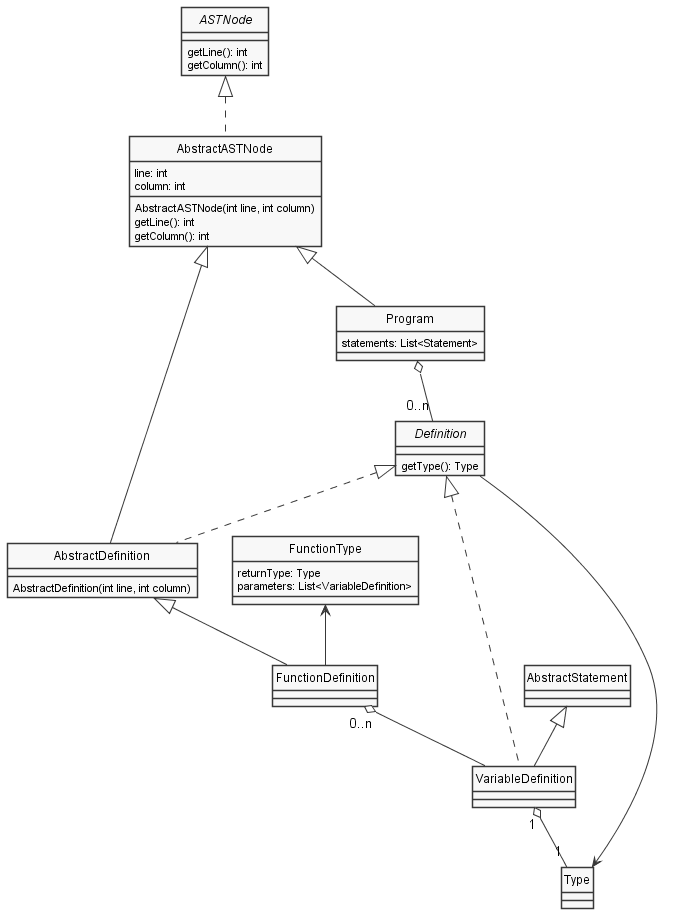 ASTNode
getLine(): int
getColumn(): int
AbstractASTNode
line: int
column: int
AbstractASTNode(int line, int column)
getLine(): int
getColumn(): int
Program
statements: List<Statement>
0..n
Definition
getType(): Type
AbstractDefinition
AbstractDefinition(int line, int column)
FunctionType
returnType: Type
parameters: List<VariableDefinition>
FunctionDefinition
AbstractStatement
0..n
VariableDefinition
1
1
Type